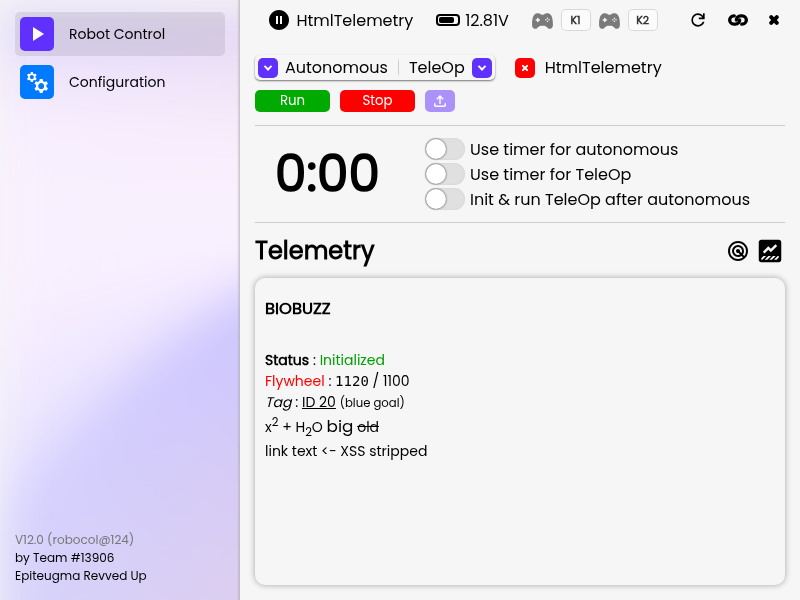 Robot Control
Configuration
V12.0 (robocol@124)
by Team #13906
Epiteugma Revved Up
HtmlTelemetry 12.81V K1 K2
Autonomous TeleOp HtmlTelemetry
Run Stop
0:00
Use timer for autonomous
Use timer for TeleOp
Init & run TeleOp after autonomous
Telemetry
BIOBUZZ
Status : Initialized
Flywheel : 1120 / 1100
Tag : ID 20 (blue goal)
x² + H₂O big old
link text <- XSS stripped